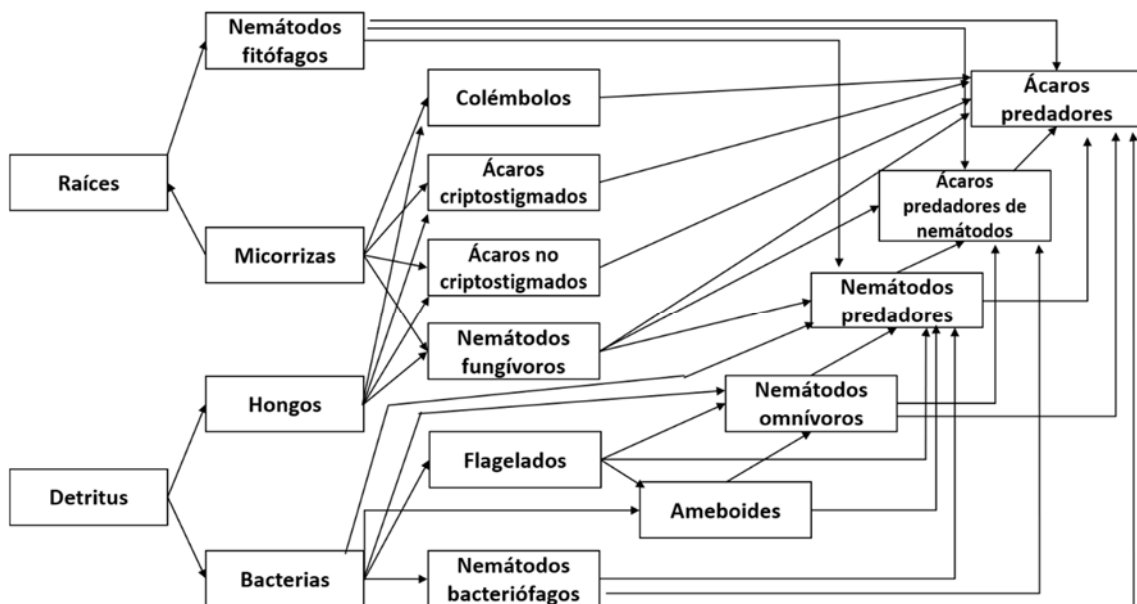 Nemátodos
fitófagos
Colémbolos
Ácaros
predadores
Raíces
Ácaros
criptostigmados
Ácaros
predadores de
nemátodos
Micorrizas
Ácaros no
criptostigmados
Nemátodos
predadores
Nemátodos
fungívoros
Hongos
Nemátodos
omnívoros
Flagelados
Detritus
Ameboides
Bacterias
Nemátodos
bacteriófagos